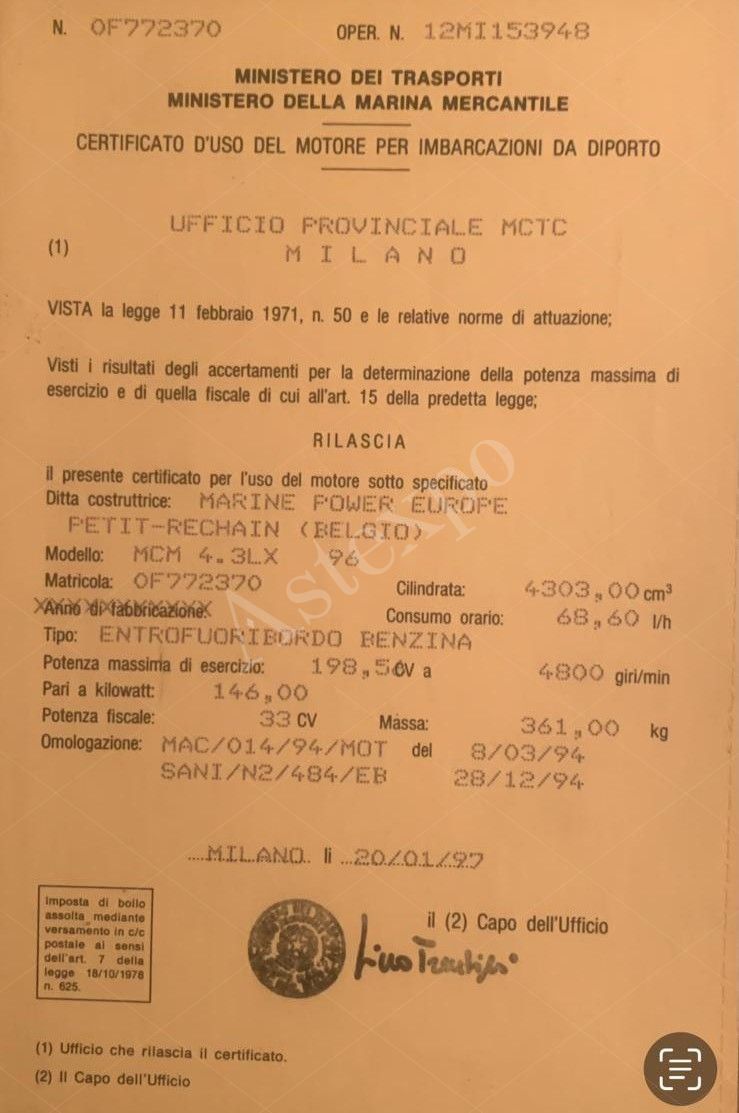 N. OF772370 OPER. N. 12MI153948
MINISTERO DEI TRASPORTI
MINISTERO DELLA MARINA MERCANTILE
CERTIFICATO D'USO DEL MOTORE PER IMBARCAZIONI DA DIPORTO
UFFICIO PROVINCIALE MCTC
(1) M I L A N O
VISTA la legge 11 febbraio 1971, n. 50 e le relative norme di attuazione;
Visti i risultati degli accertamenti per la determinazione della potenza massima di
esercizio e di quella fiscale di cui all'art. 15 della predetta legge;
RILASCIA
il presente certificato per l'uso del motore sotto specificato
Ditta costruttrice: MARINE POWER EUROPE
PETIT-RECHAIN (BELGIO)
Modello: MCM 4.3LX 96
Matricola: OF772370 Cilindrata: 4303,00 cm³
Anno di fabbricazione: Consumo orario: 68,60 l/h
Tipo: ENTROFUORIBORDO BENZINA
Potenza massima di esercizio: 198,50 CV a 4800 giri/min
Pari a kilowatt: 146,00
Potenza fiscale: 33 CV Massa: 361,00 kg
Omologazione: MAC/014/94/MOT del 8/03/94
SANI/N2/484/EB 28/12/94
....MILANO.. lì ...20/01/97
Imposta di bollo
assolta mediante
versamento in c/c
postale ai sensi
dell'art. 7 della
legge 18/10/1978
n. 625.
il (2) Capo dell'Ufficio
(1) Ufficio che rilascia il certificato.
(2) Il Capo dell'Ufficio
Astexpo